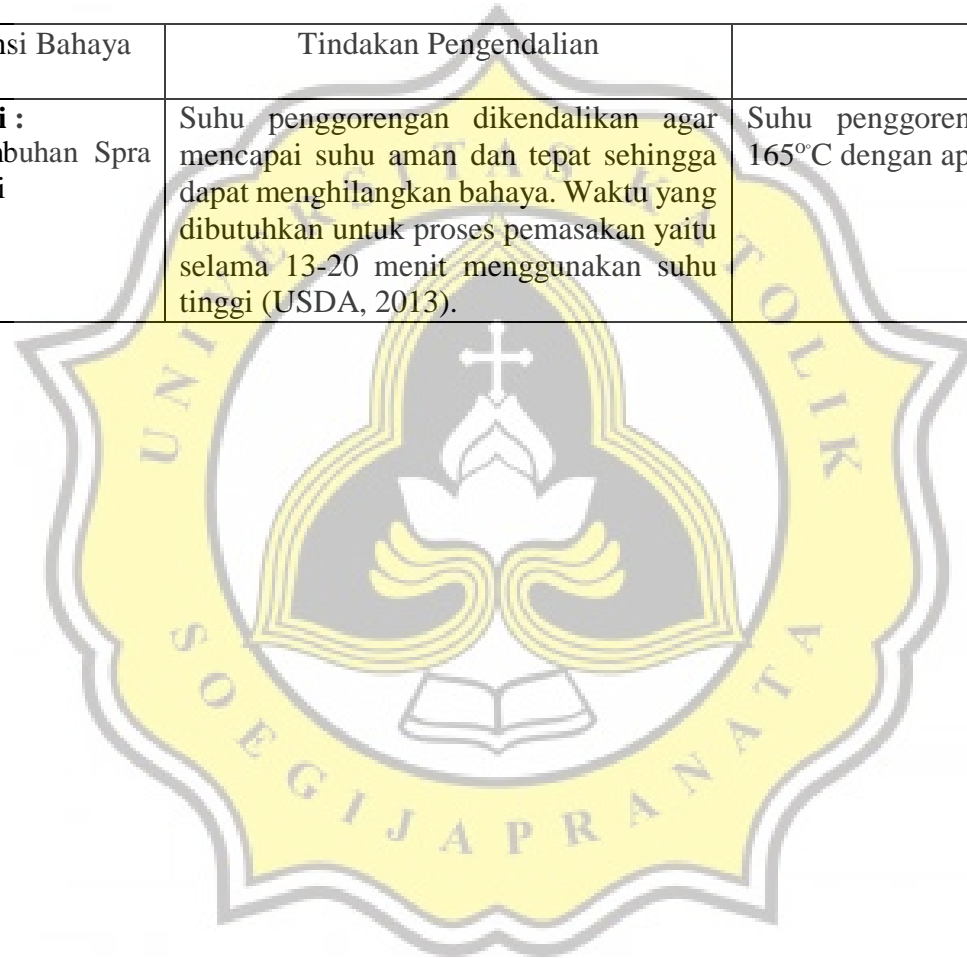 nsi Bahaya
Tindakan Pengendalian
i :
buhan Spra
i
Suhu penggorengan dikendalikan agar
mencapai suhu aman dan tepat sehingga
dapat menghilangkan bahaya. Waktu yang
dibutuhkan untuk proses pemasakan yaitu
selama 13-20 menit menggunakan suhu
tinggi (USDA, 2013).
Suhu penggoren
165°C dengan ap
UNIVERSITAS KATOLIK
SOEGIJAPRANATA